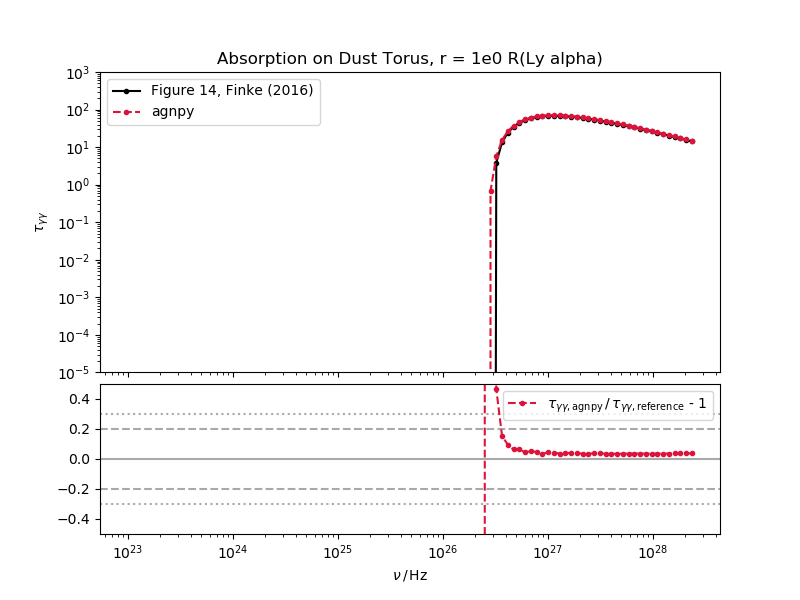 Absorption on Dust Torus, r = 1e0 R(Ly alpha)
Figure 14, Finke (2016)
agnpy
10³
10²
10¹
10⁰
10⁻¹
10⁻²
10⁻³
10⁻⁴
10⁻⁵
τγγ
τγγ, agnpy / τγγ, reference - 1
0.4
0.2
0.0
−0.2
−0.4
10²³ 10²⁴ 10²⁵ 10²⁶ 10²⁷ 10²⁸
ν / Hz